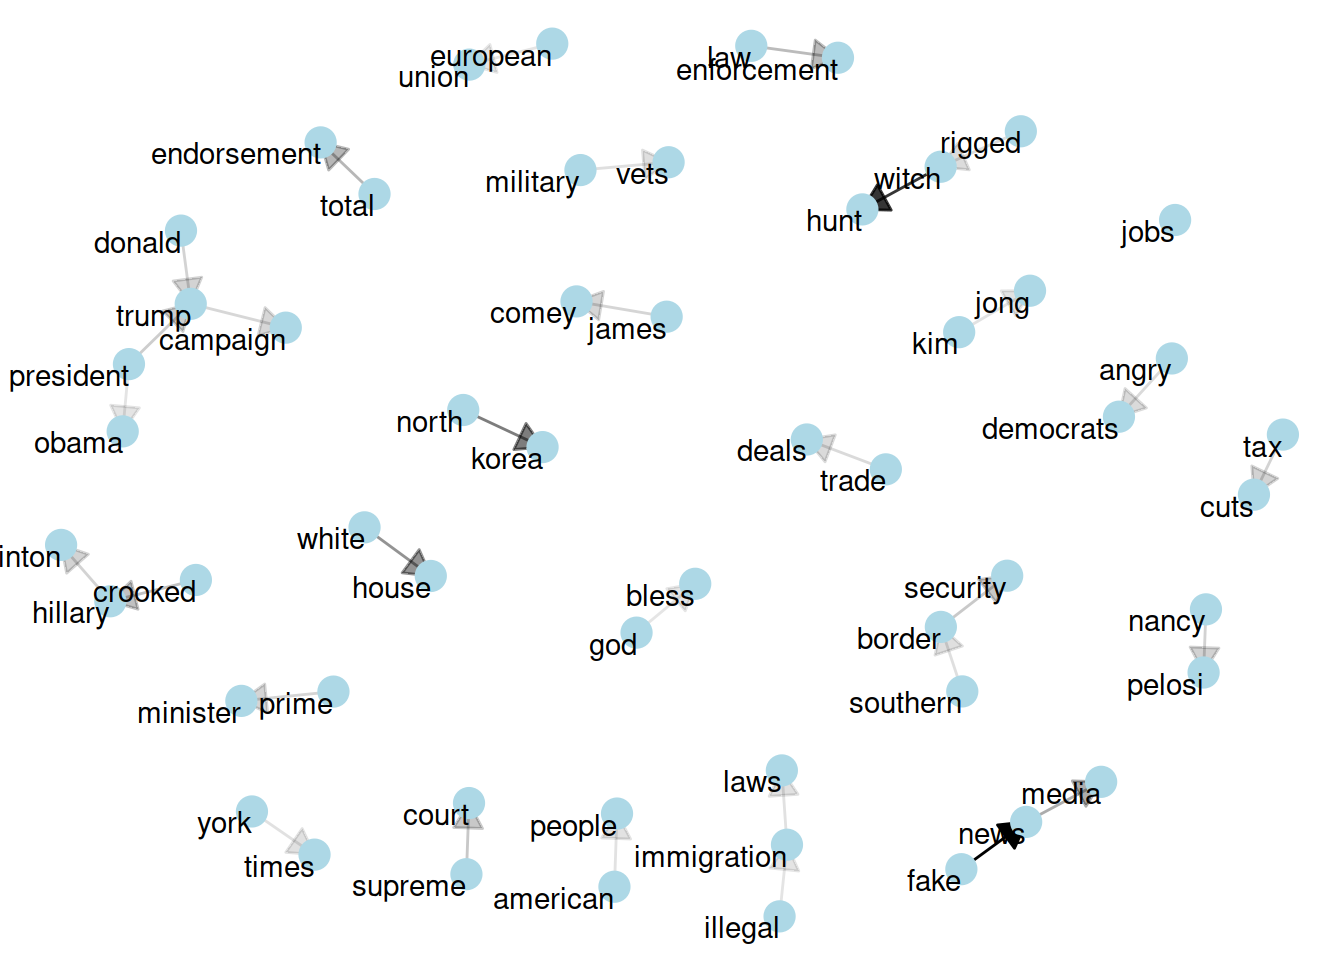 european
union
law
enforcement
endorsement
total
military
vets
rigged
witch
hunt
jobs
donald
trump
campaign
president
obama
comey
james
jong
kim
angry
democrats
north
korea
deals
trade
tax
cuts
inton
crooked
hillary
white
house
bless
god
security
border
southern
nancy
pelosi
minister
prime
york
times
court
supreme
people
american
laws
immigration
illegal
media
news
fake